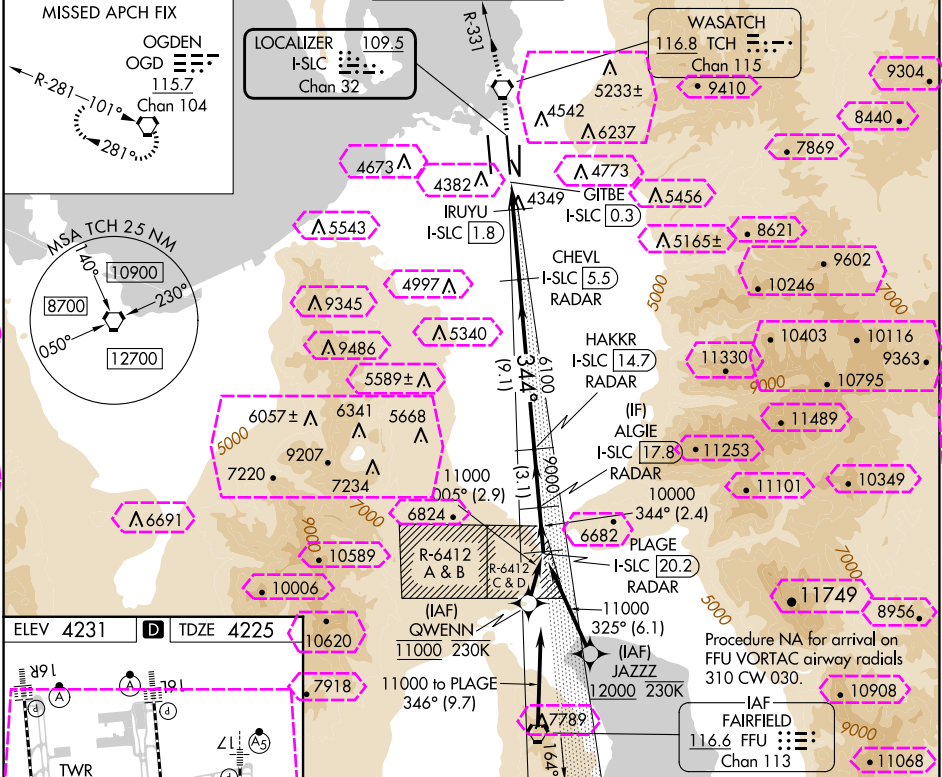 MISSED APCH FIX
OGDEN
OGD
115.7
Chan 104
R-281
101°
281°
LOCALIZER 109.5
I-SLC
Chan 32
R-331
WASATCH
116.8 TCH
Chan 115
5233±
4542
6237
9410
9304
8440
7869
4673
4382
4773
4349
GITBE
I-SLC 0.3
5456
IRUYU
I-SLC 1.8
5543
5165±
8621
MSA TCH 25 NM
140°
10900
8700
230°
050°
12700
CHEVL
I-SLC 5.5
RADAR
9602
10246
7000
5000
4997
9345
5340
9486
5589±
344°
(9.1)
6100
HAKKR
I-SLC 14.7
RADAR
10403
10116
11330
9363
9000
10795
6057±
6341
5668
5000
9207
7220
7234
(IF)
ALGIE
I-SLC 17.8
RADAR
11489
11253
11101
10349
(3.1)
9000
11000
005° (2.9)
10000
344° (2.4)
7000
6691
6824
6682
9000
R-6412
A & B
R-6412
C & D
PLAGE
I-SLC 20.2
RADAR
10589
10006
7000
11749
8956
5000
11000
325° (6.1)
(IAF)
QWENN
11000 230K
(IAF)
JAZZZ
12000 230K
Procedure NA for arrival on
FFU VORTAC airway radials
310 CW 030.
ELEV 4231
D
TDZE 4225
10620
7918
11000 to PLAGE
346° (9.7)
10908
7789
IAF
FAIRFIELD
116.6 FFU
Chan 113
164°
9000
11068
16R
A
P
16L
A
P
17
A5
P
TWR